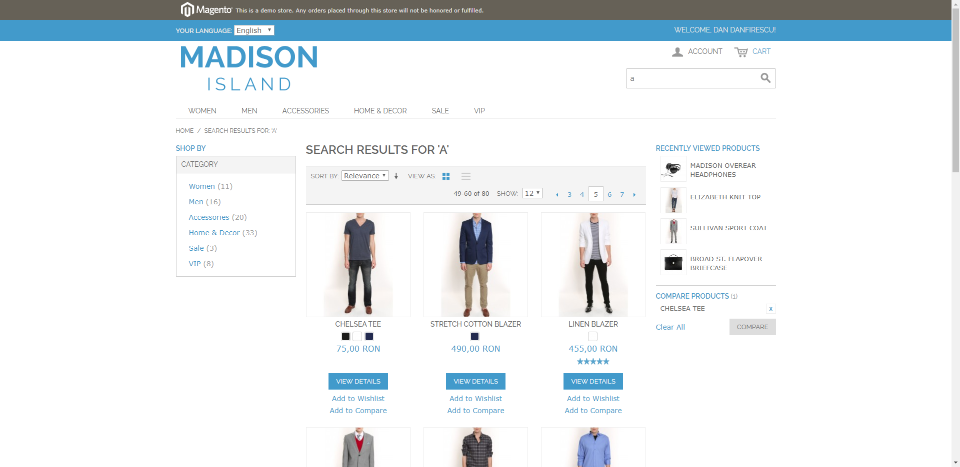 Magento This is a demo store. Any orders placed through this store will not be honored or fulfilled.
YOUR LANGUAGE: English
WELCOME, DAN DANFIRESCU!
MADISON
ISLAND
ACCOUNT CART
a
WOMEN MEN ACCESSORIES HOME & DECOR SALE VIP
HOME / SEARCH RESULTS FOR: 'A'
SHOP BY
CATEGORY
Women (11)
Men (16)
Accessories (20)
Home & Decor (33)
Sale (3)
VIP (8)
SEARCH RESULTS FOR 'A'
SORT BY Relevance VIEW AS
49-60 of 80 SHOW: 12 3 4 5 6 7
CHELSEA TEE
75,00 RON
VIEW DETAILS
Add to Wishlist
Add to Compare
STRETCH COTTON BLAZER
490,00 RON
VIEW DETAILS
Add to Wishlist
Add to Compare
LINEN BLAZER
455,00 RON
VIEW DETAILS
Add to Wishlist
Add to Compare
RECENTLY VIEWED PRODUCTS
MADISON OVEREAR
HEADPHONES
ELIZABETH KNIT TOP
SULLIVAN SPORT COAT
BROAD ST. FLAPOVER
BRIEFCASE
COMPARE PRODUCTS (1)
CHELSEA TEE x
Clear All COMPARE